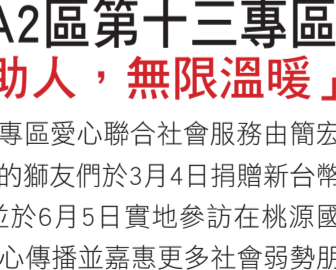 A2區第十三專區
助人，無限溫暖」
專區愛心聯合社會服務由簡宏
的獅友們於3月4日捐贈新台幣
並於6月5日實地參訪在桃源國
心傳播並嘉惠更多社會弱勢服